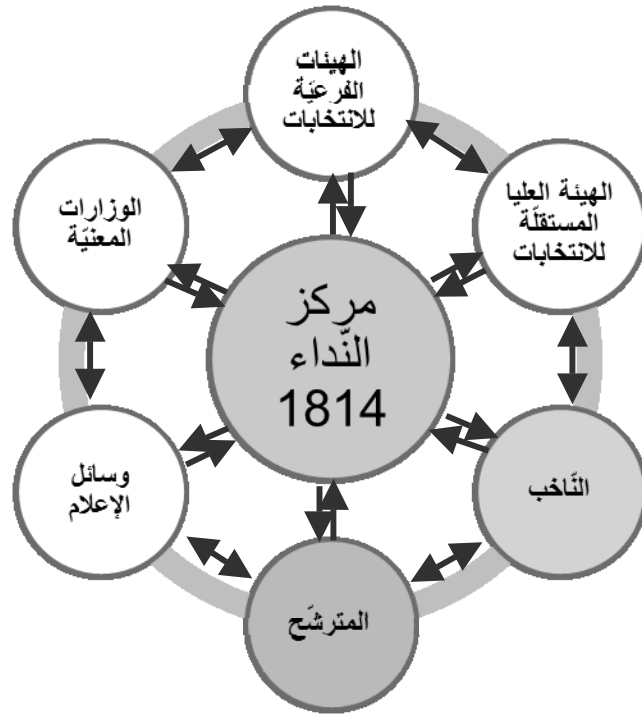 الهيئات
الفرعيّة
للانتخابات
الهيئة العليا
المستقلّة
للانتخابات
الوزارات
المعنيّة
مركز
النّداء
1814
وسائل
الإعلام
النّاخب
المترشّح